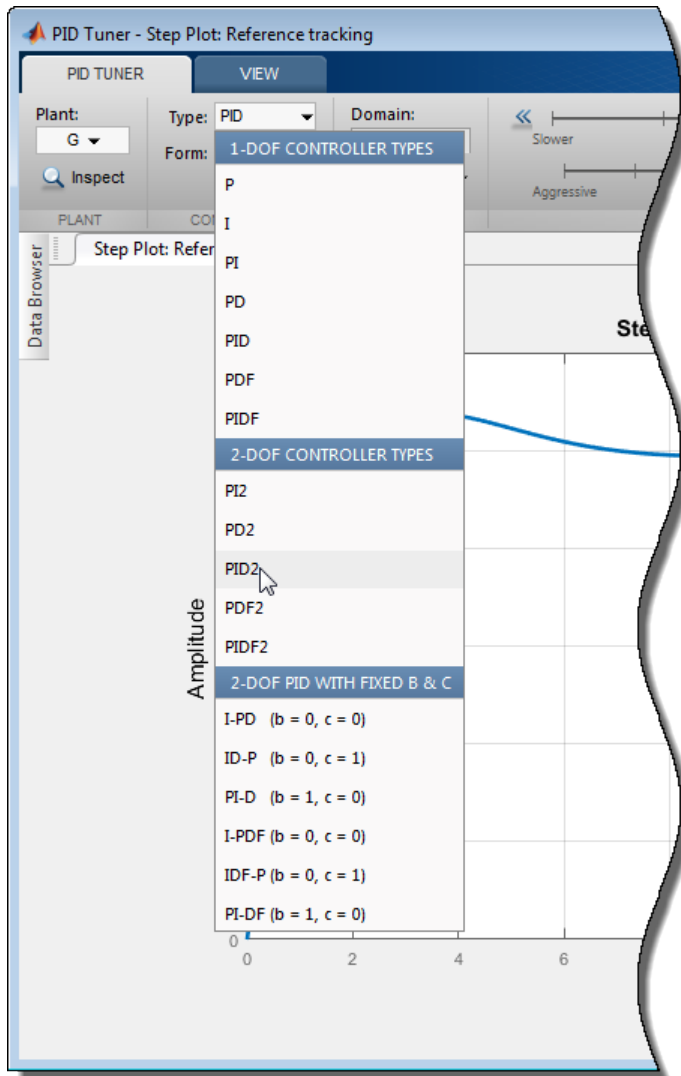 PID Tuner - Step Plot: Reference tracking
PID TUNER VIEW
Plant: Type: PID Domain:
G Form: Slower
Inspect Aggressive
PLANT
Step Plot: Refer
Data Browser
1-DOF CONTROLLER TYPES
P
I
PI
PD
PID
PDF
PIDF
2-DOF CONTROLLER TYPES
PI2
PD2
PID2
PDF2
PIDF2
2-DOF PID WITH FIXED B & C
I-PD (b = 0, c = 0)
ID-P (b = 0, c = 1)
PI-D (b = 1, c = 0)
I-PDF (b = 0, c = 0)
IDF-P (b = 0, c = 1)
PI-DF (b = 1, c = 0)
Ste
Amplitude
0
0 2 4 6